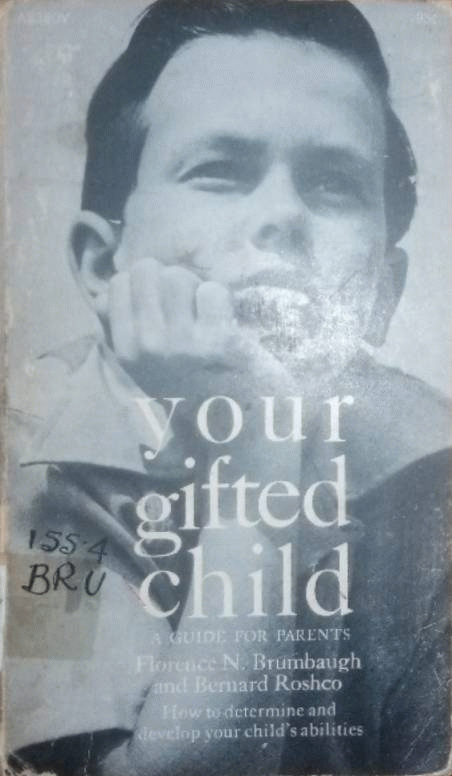 95c
your
gifted
child
155.4
BRU
A GUIDE FOR PARENTS
Florence N. Brumbaugh
and Bernard Roshco
How to determine and
develop your child's abilities